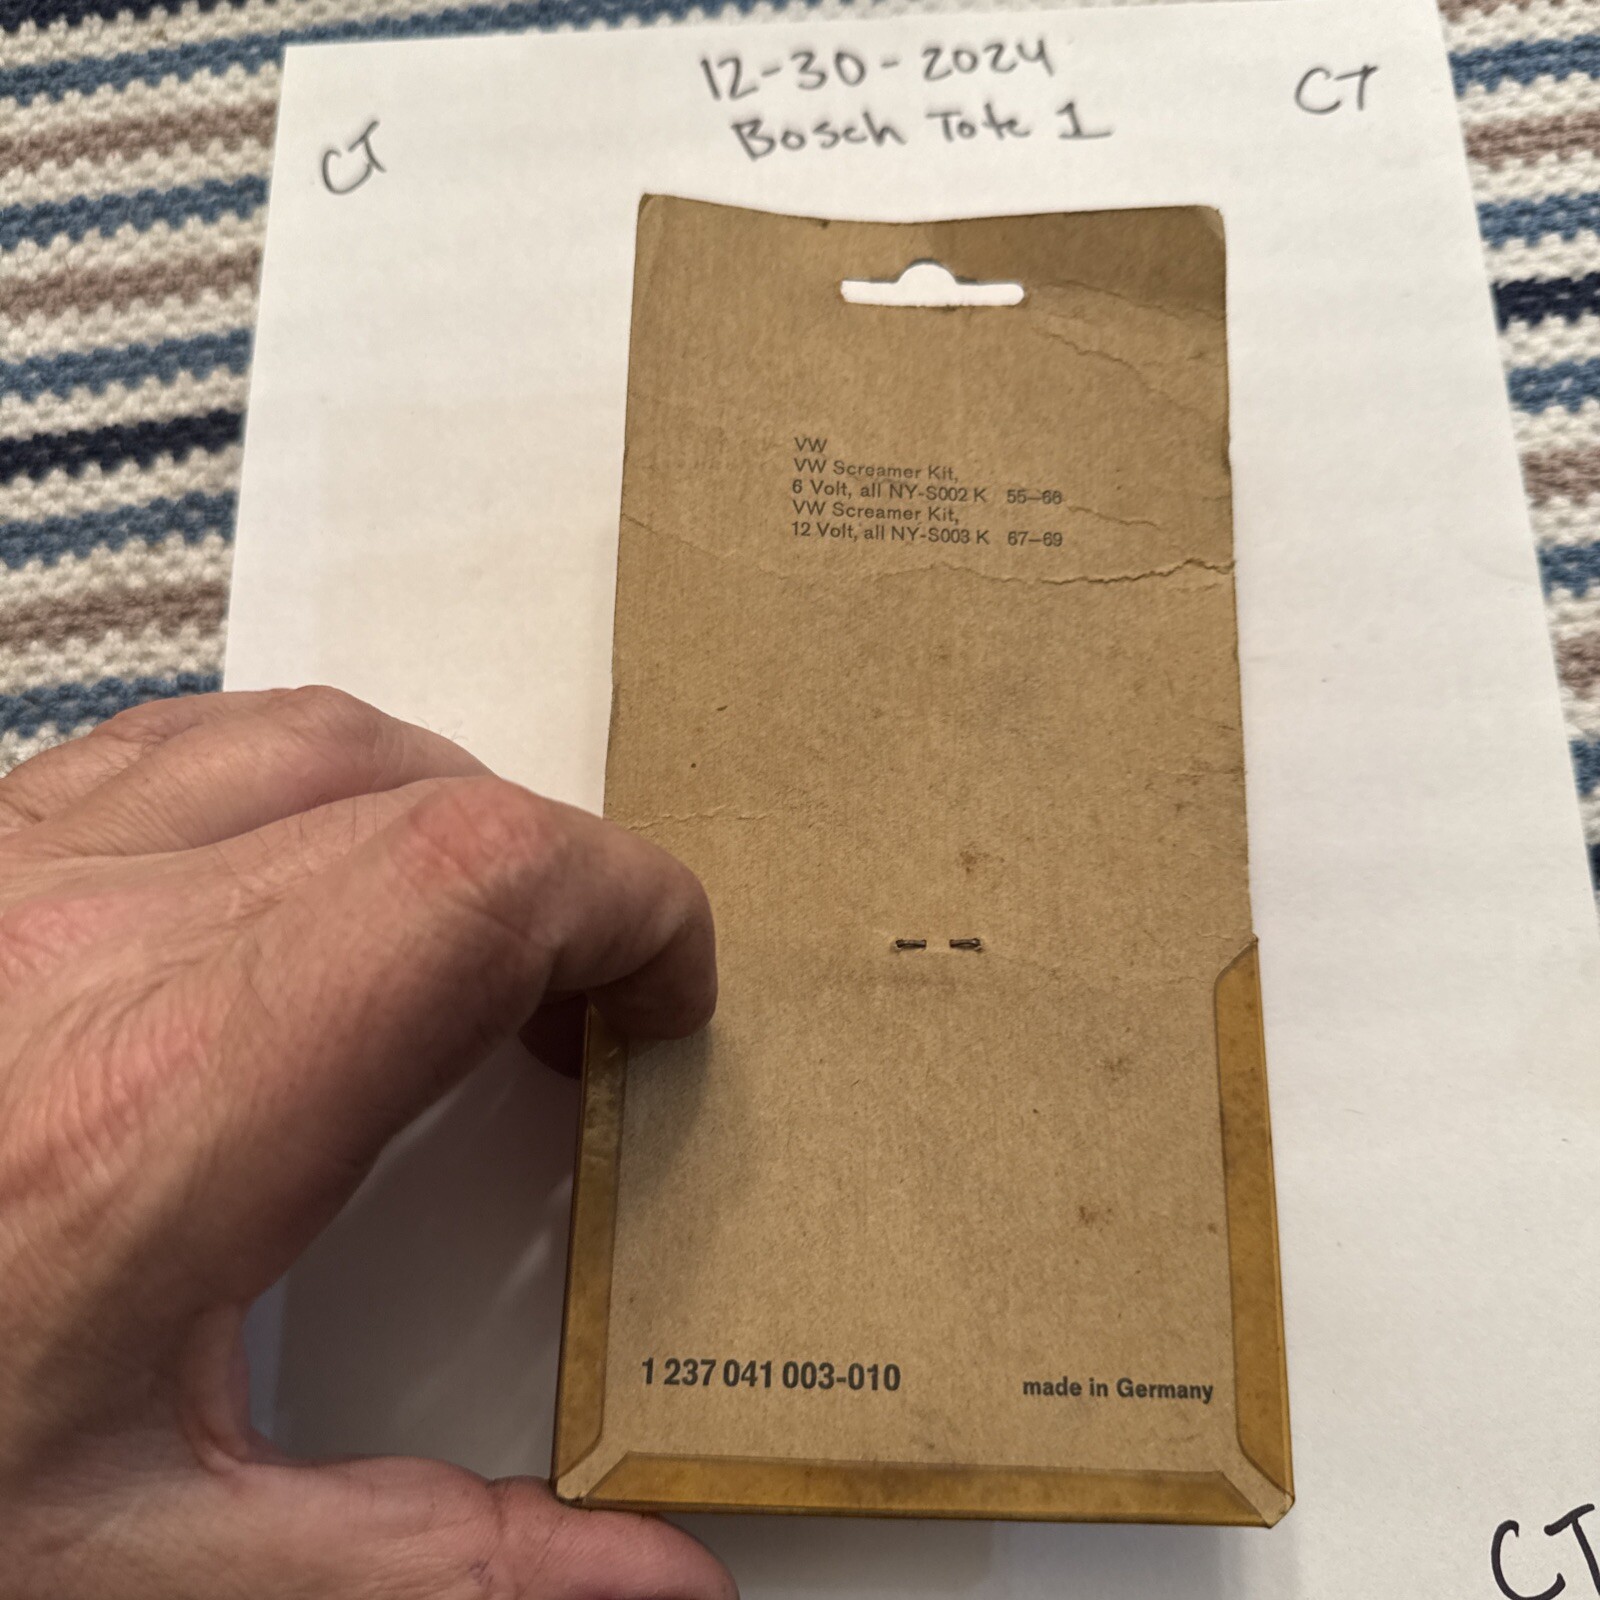 12-30-2024
CT
CT
Bosch Tote 1
VW
VW Screamer Kit,
6 Volt, all NY-S002 K 55–66
VW Screamer Kit,
12 Volt, all NY-S003 K 67–69
1 237 041 003-010
made in Germany
CT